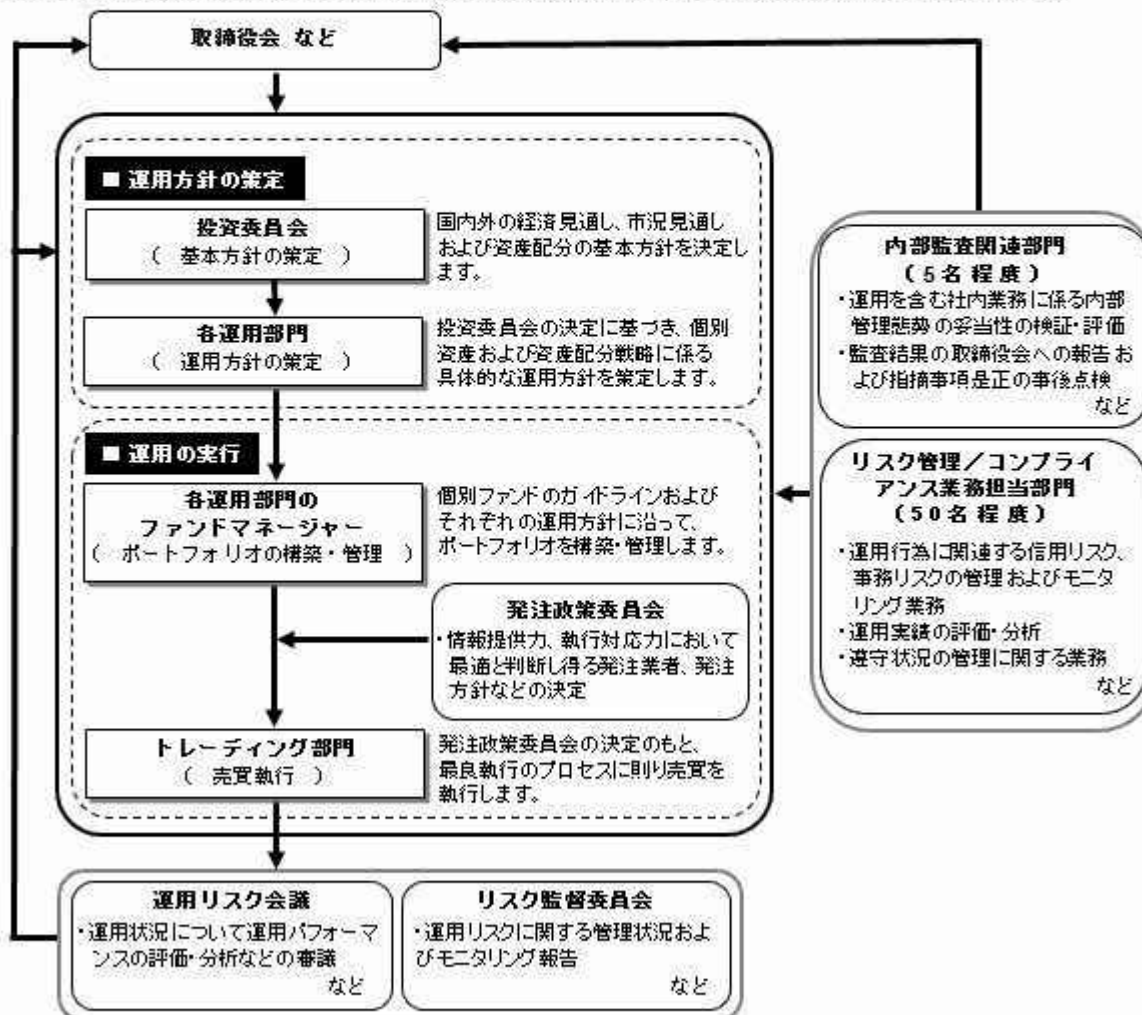 取締役会 など
■ 運用方針の策定
投資委員会
( 基本方針の策定 )
国内外の経済見通し、市況見通し
および資産配分の基本方針を決定し
ます。
各運用部門
( 運用方針の策定 )
投資委員会の決定に基づき、個別
資産および資産配分戦略に係る
具体的な運用方針を策定します。
■ 運用の実行
各運用部門の
ファンドマネージャー
( ポートフォリオの構築・管理 )
個別ファンドのガイドラインおよび
それぞれの運用方針に沿って、
ポートフォリオを構築・管理します。
発注政策委員会
・情報提供力、執行対応力において
最適と判断し得る発注業者、発注
方針などの決定
トレーディング部門
( 売買執行 )
発注政策委員会の決定のもと、
最良執行のプロセスに則り売買を
執行します。
運用リスク会議
・運用状況について運用パフォーマ
ンスの評価・分析などの審議
など
リスク監督委員会
・運用リスクに関する管理状況およ
びモニタリング報告
など
内部監査関連部門
(5名程度)
・運用を含む社内業務に係る内部
管理態勢の妥当性の検証・評価
・監査結果の取締役会への報告お
よび指摘事項是正の事後点検
など
リスク管理／コンプライ
アンス業務担当部門
(50名程度)
・運用行為に関連する信用リスク、
事務リスクの管理およびモニタ
リング業務
・運用実績の評価・分析
・遵守状況の管理に関する業務
など